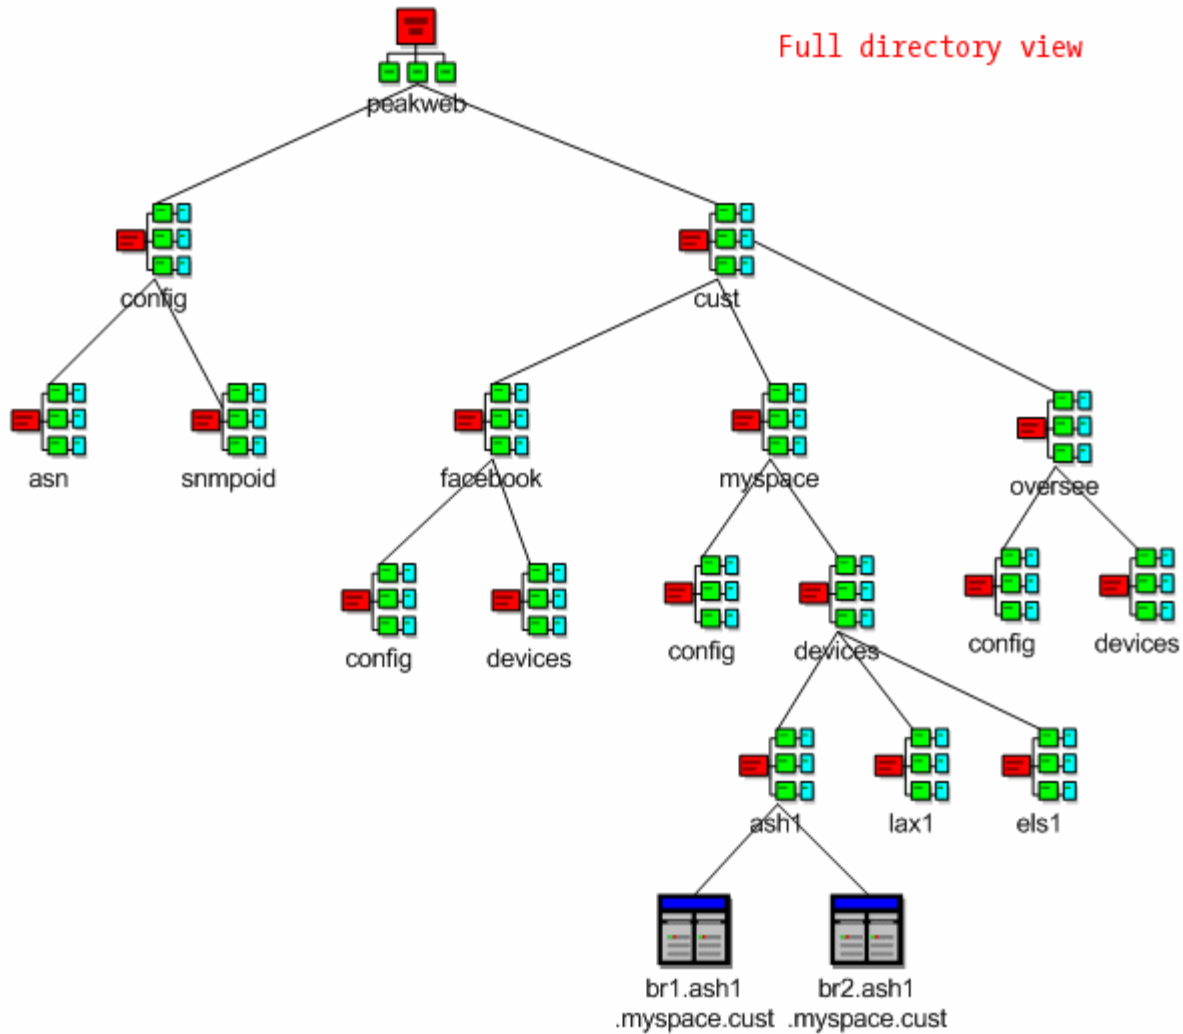 Full directory view
peakweb
config
cust
asn
snmpoid
facebook
myspace
oversee
config
devices
config
devices
config
devices
ash1
lax1
els1
br1.ash1
.myspace.cust
br2.ash1
.myspace.cust